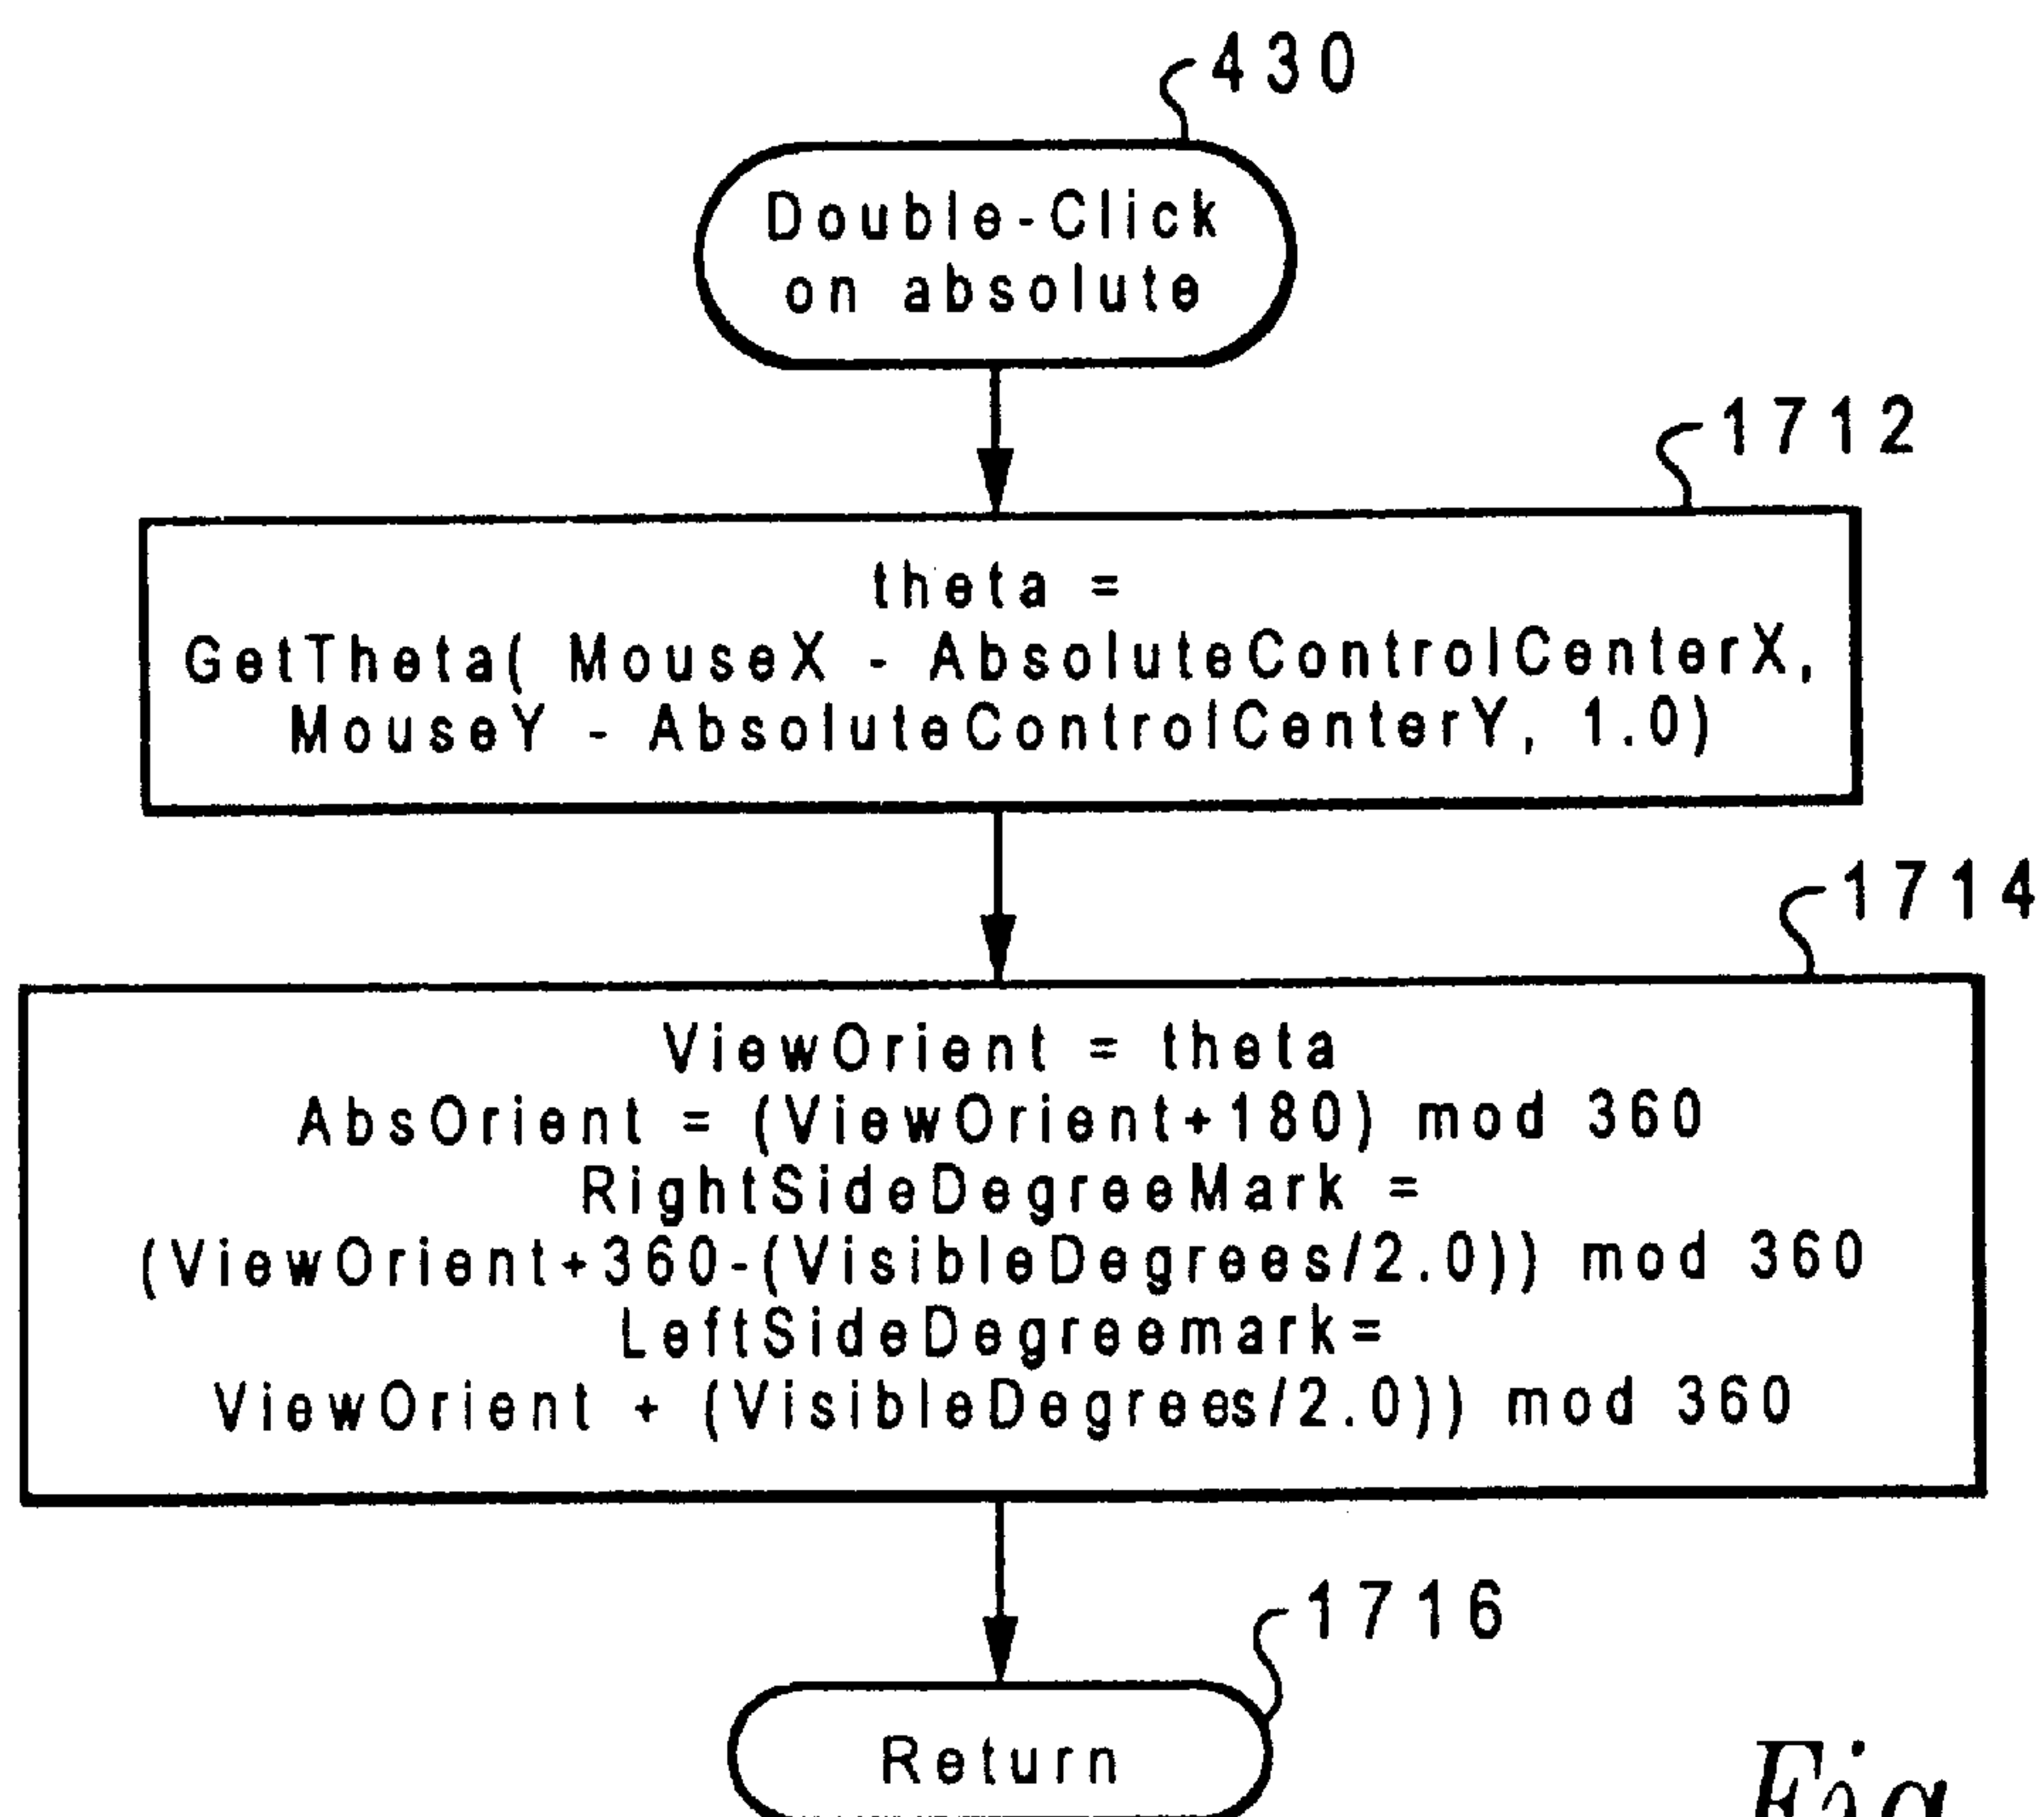 430
Double-Click
on absolute
1712
theta =
GetTheta( MouseX - AbsoluteControlCenterX,
MouseY - AbsoluteControlCenterY, 1.0)
1714
ViewOrient = theta
AbsOrient = (ViewOrient+180) mod 360
RightSideDegreeMark =
(ViewOrient+360-(VisibleDegrees/2.0)) mod 360
LeftSideDegreemark=
ViewOrient + (VisibleDegrees/2.0)) mod 360
1716
Return
Fig